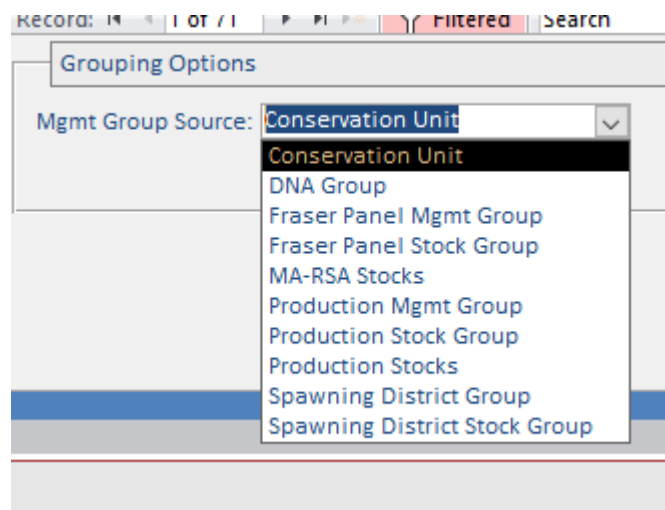 Record: 1 of 71 Filtered Search
Grouping Options
Mgmt Group Source: Conservation Unit
Conservation Unit
DNA Group
Fraser Panel Mgmt Group
Fraser Panel Stock Group
MA-RSA Stocks
Production Mgmt Group
Production Stock Group
Production Stocks
Spawning District Group
Spawning District Stock Group